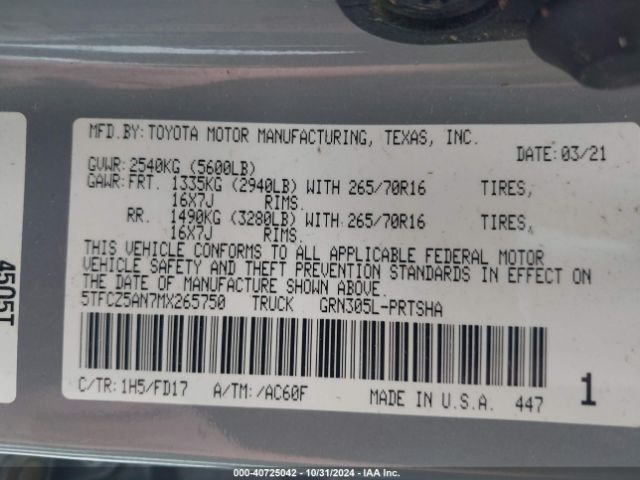 MFD.BY:TOYOTA MOTOR MANUFACTURING, TEXAS, INC.
DATE:03/21
GVWR:2540KG (5600LB)
GAWR:FRT. 1335KG (2940LB) WITH 265/70R16 TIRES,
16X7J RIMS.
RR. 1490KG (3280LB) WITH 265/70R16 TIRES,
16X7J RIMS.
THIS VEHICLE CONFORMS TO ALL APPLICABLE FEDERAL MOTOR
VEHICLE SAFETY AND THEFT PREVENTION STANDARDS IN EFFECT ON
THE DATE OF MANUFACTURE SHOWN ABOVE.
5TFCZ5AN7MX265750 TRUCK GRN305L-PRTSHA
C/TR:1H5/FD17 A/TM:/AC60F MADE IN U.S.A. 447
1
4505T
000-40725042 - 10/31/2024 - IAA Inc.